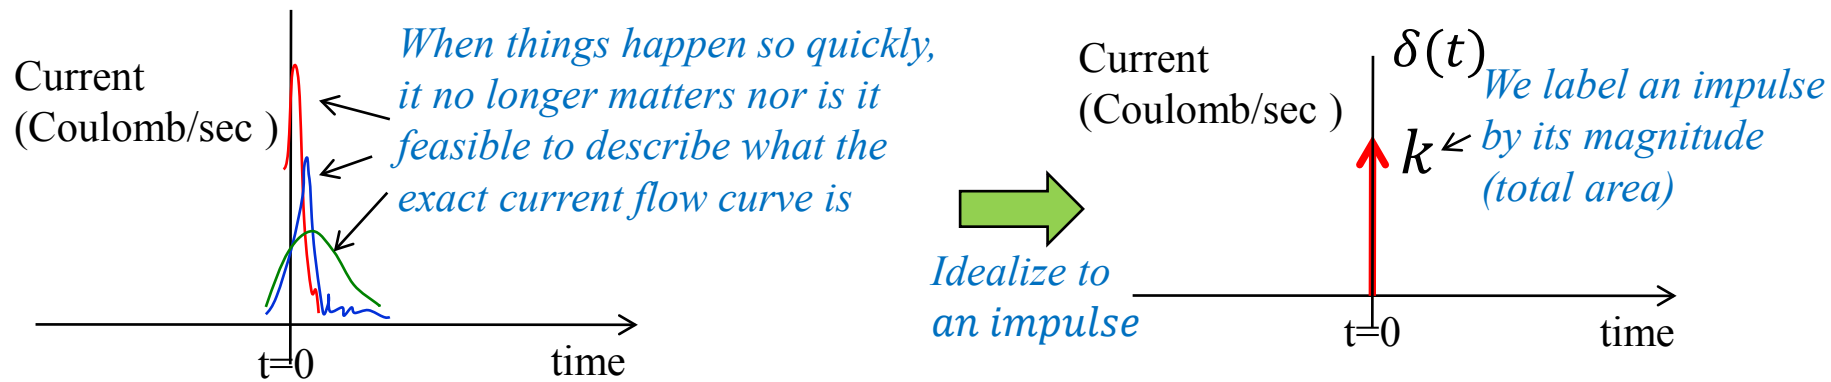 Current
(Coulomb/sec )
When things happen so quickly,
it no longer matters nor is it
feasible to describe what the
exact current flow curve is
t=0
time
Idealize to
an impulse
Current
(Coulomb/sec )
δ(t)
k
We label an impulse
by its magnitude
(total area)
t=0
time